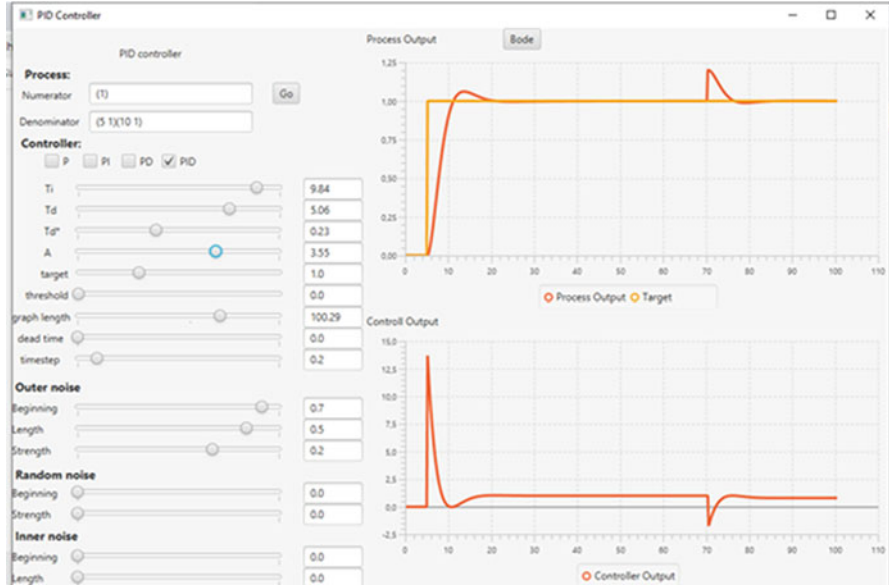 PID Controller
PID controller
Process:
Numerator (1) Go
Denominator (5 1)(10 1)
Controller:
P PI PD PID
Ti 9.84
Td 5.06
Td* 0.23
A 3.55
target 1.0
threshold 0.0
graph length 100.29
dead time 0.0
timestep 0.2
Outer noise
Beginning 0.7
Length 0.5
Strength 0.2
Random noise
Beginning 0.0
Strength 0.0
Inner noise
Beginning 0.0
Length 0.0
Process Output Bode
1,25
1,00
0,75
0,50
0,25
0,00
0 10 20 30 40 50 60 70 80 90 100 110
Process Output Target
Controll Output
15,0
12,5
10,0
7,5
5,0
2,5
0,0
-2,5
0 10 20 30 40 50 60 70 80 90 100 110
Controller Output